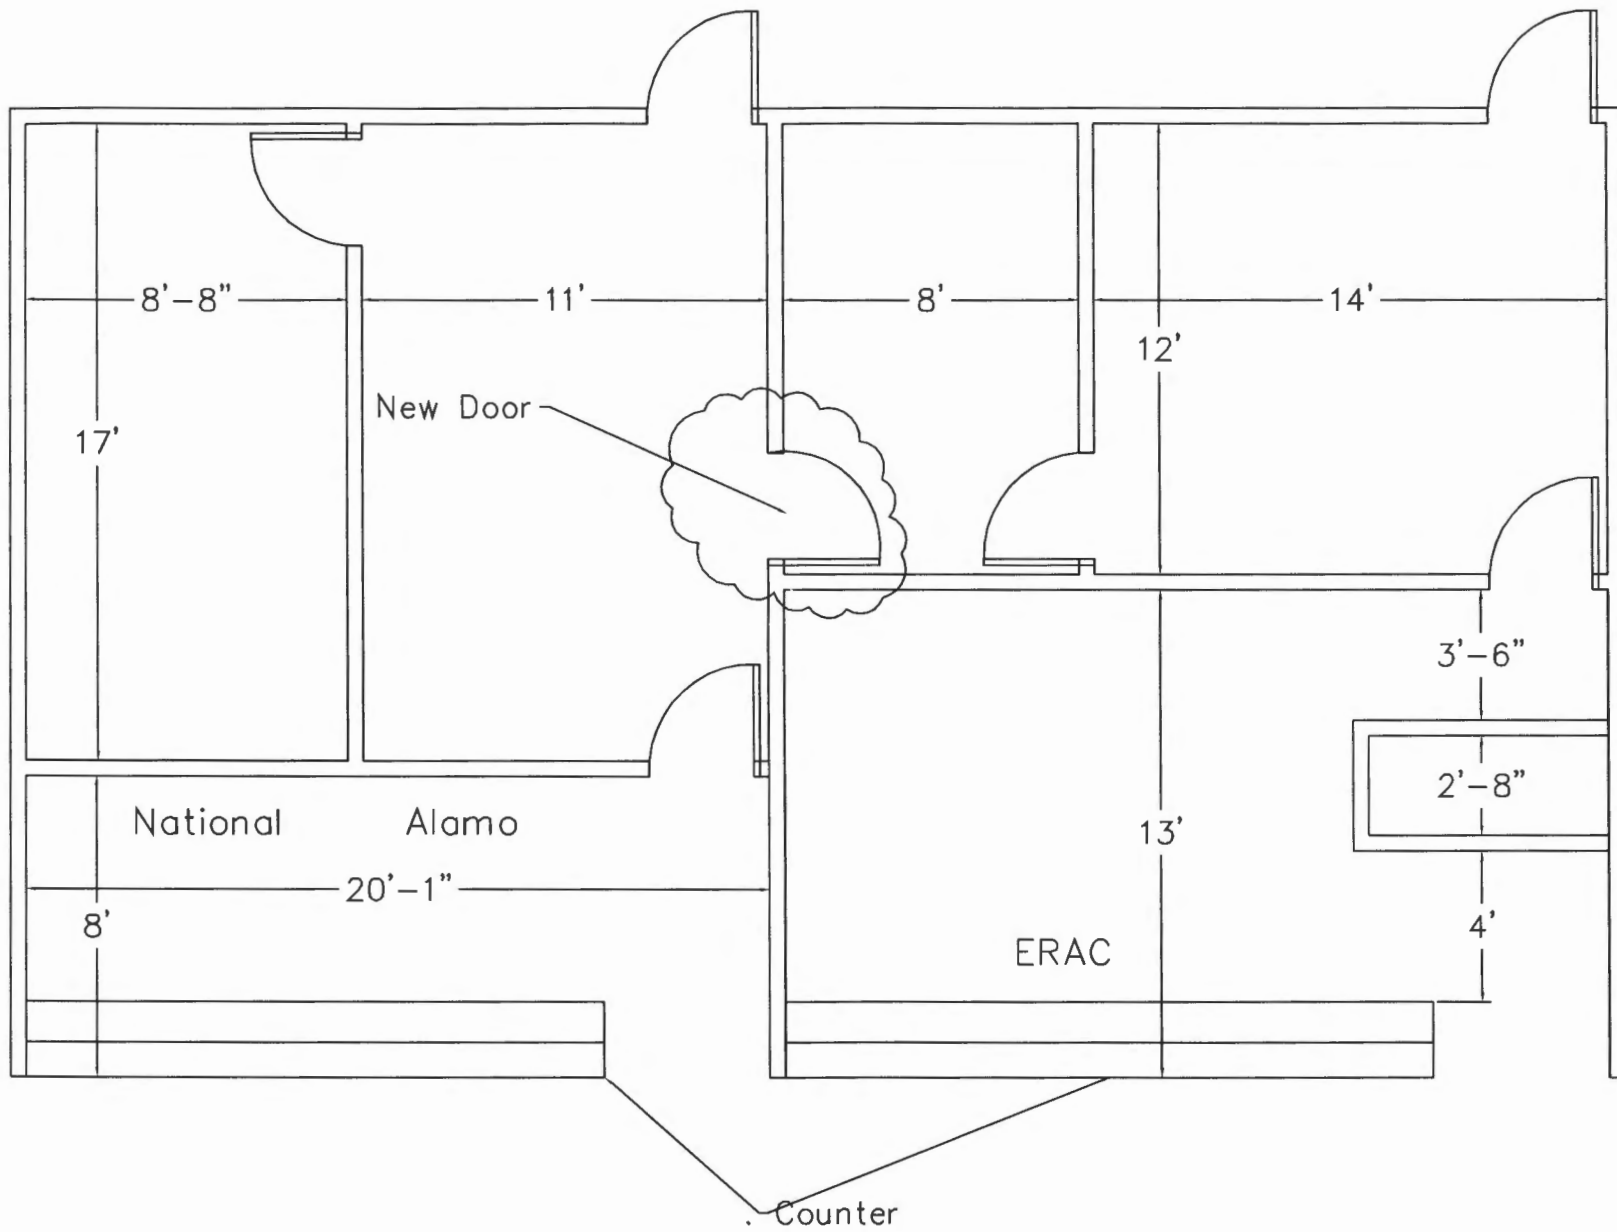 8'-8"
11'
8'
14'
12'
New Door
17'
3'-6"
2'-8"
National
Alamo
13'
20'-1"
8'
4'
ERAC
Counter